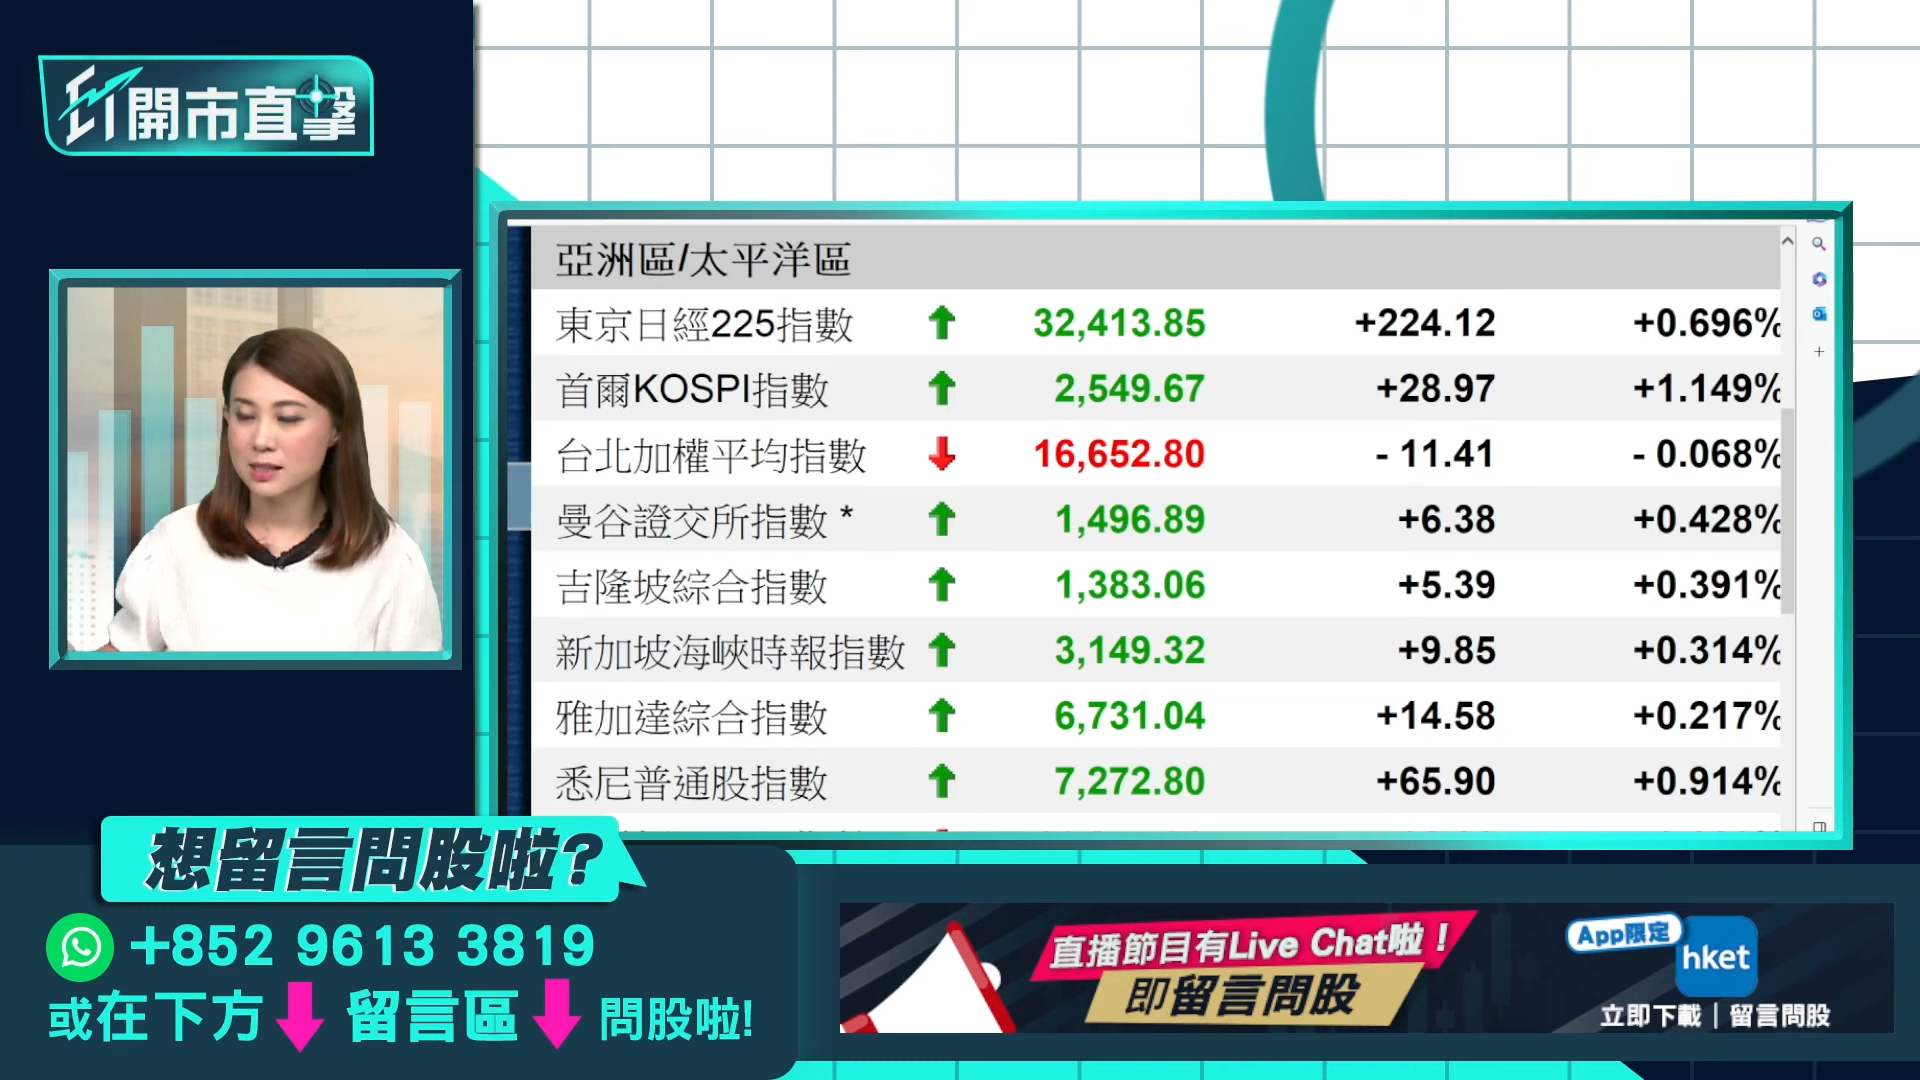 ET開市直擊
亞洲區/太平洋區
東京日經225指數 32,413.85 +224.12 +0.696%
首爾KOSPI指數 2,549.67 +28.97 +1.149%
台北加權平均指數 16,652.80 - 11.41 - 0.068%
曼谷證交所指數 * 1,496.89 +6.38 +0.428%
吉隆坡綜合指數 1,383.06 +5.39 +0.391%
新加坡海峽時報指數 3,149.32 +9.85 +0.314%
雅加達綜合指數 6,731.04 +14.58 +0.217%
悉尼普通股指數 7,272.80 +65.90 +0.914%
想留言問股啦?
+852 9613 3819
或在下方 留言區 問股啦!
直播節目有Live Chat啦！
即留言問股
App限定
hket
立即下載｜留言問股